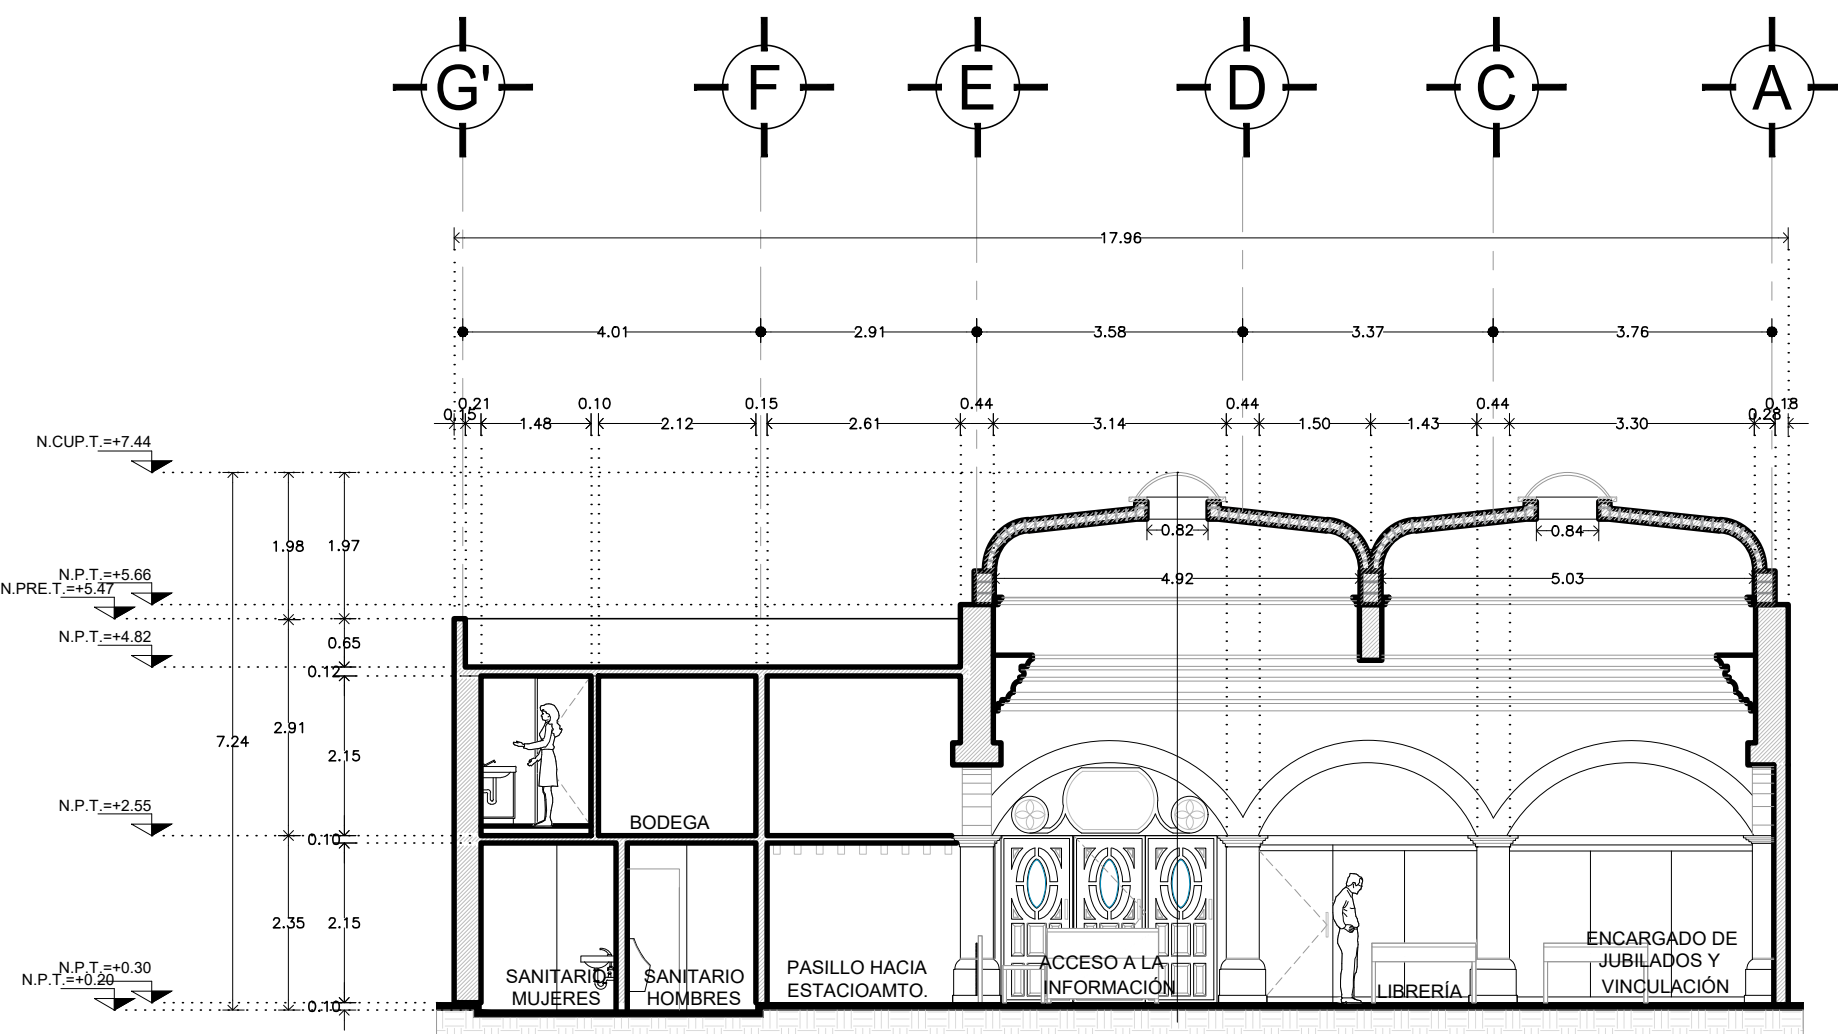 G' F E D C A
17.96
4.01 2.91 3.58 3.37 3.76
0.21 0.10 0.15 0.44 0.44 0.44 0.18
0.15 1.48 2.12 2.61 3.14 1.50 1.43 3.30 0.28
N.CUP.T.=+7.44
0.82 0.84
1.98 1.97
N.P.T.=+5.66
4.92 5.03
N.PRE.T.=+5.47
N.P.T.=+4.82
0.65
0.12
2.91
7.24
2.15
N.P.T.=+2.55
BODEGA
0.10
2.35 2.15
N.P.T.=+0.30
N.P.T.=+0.20
0.10
SANITARIO
MUJERES
SANITARIO
HOMBRES
PASILLO HACIA
ESTACIOAMTO.
ACCESO A LA
INFORMACIÓN
LIBRERÍA
ENCARGADO DE
JUBILADOS Y
VINCULACIÓN